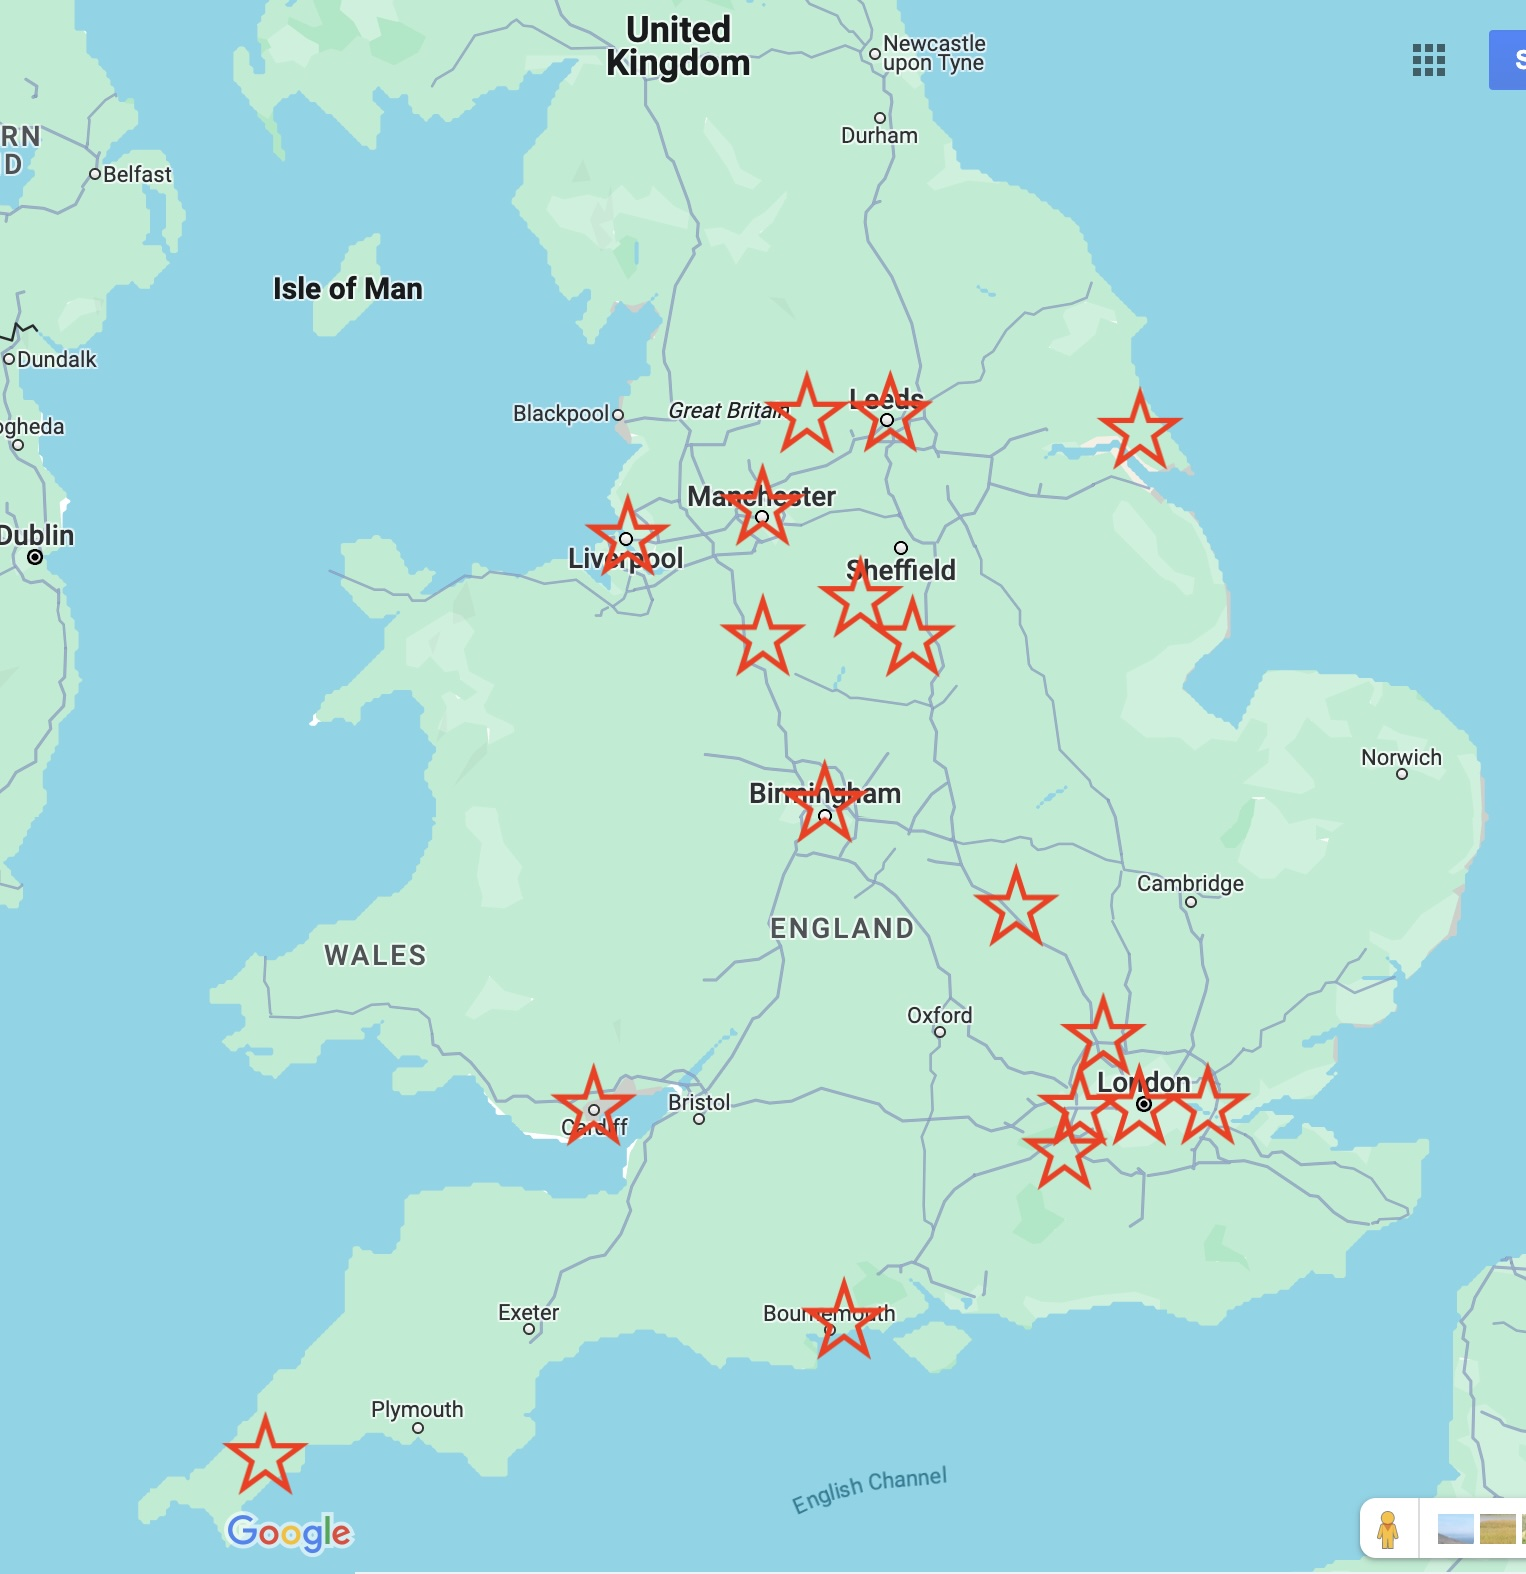 United
Kingdom
Newcastle
upon Tyne
S
Durham
RN
D
Belfast
Isle of Man
Dundalk
Blackpool
Great Britain
Leeds
ogheda
Manchester
Dublin
Liverpool
Sheffield
Norwich
Birmingham
Cambridge
ENGLAND
WALES
Oxford
London
Bristol
Cardiff
Exeter
Bournemouth
Plymouth
English Channel
Google